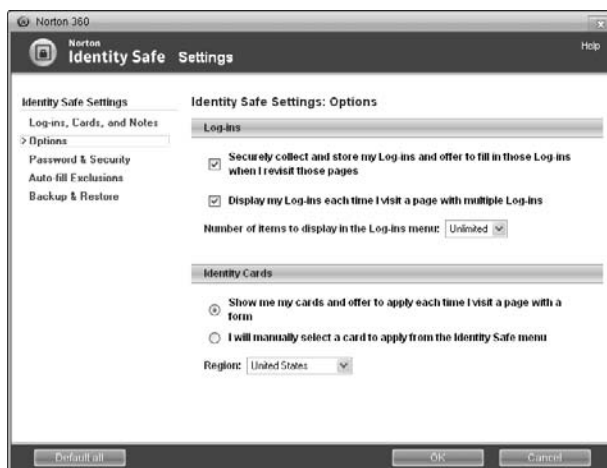 Norton 360
Norton
Identity Safe Settings
Help
Identity Safe Settings
Log-ins, Cards, and Notes
> Options
Password & Security
Auto-fill Exclusions
Backup & Restore
Identity Safe Settings: Options
Log-ins
Securely collect and store my Log-ins and offer to fill in those Log-ins
when I revisit those pages
Display my Log-ins each time I visit a page with multiple Log-ins
Number of items to display in the Log-ins menu: Unlimited
Identity Cards
Show me my cards and offer to apply each time I visit a page with a
form
I will manually select a card to apply from the Identity Safe menu
Region: United States
Default all
OK
Cancel